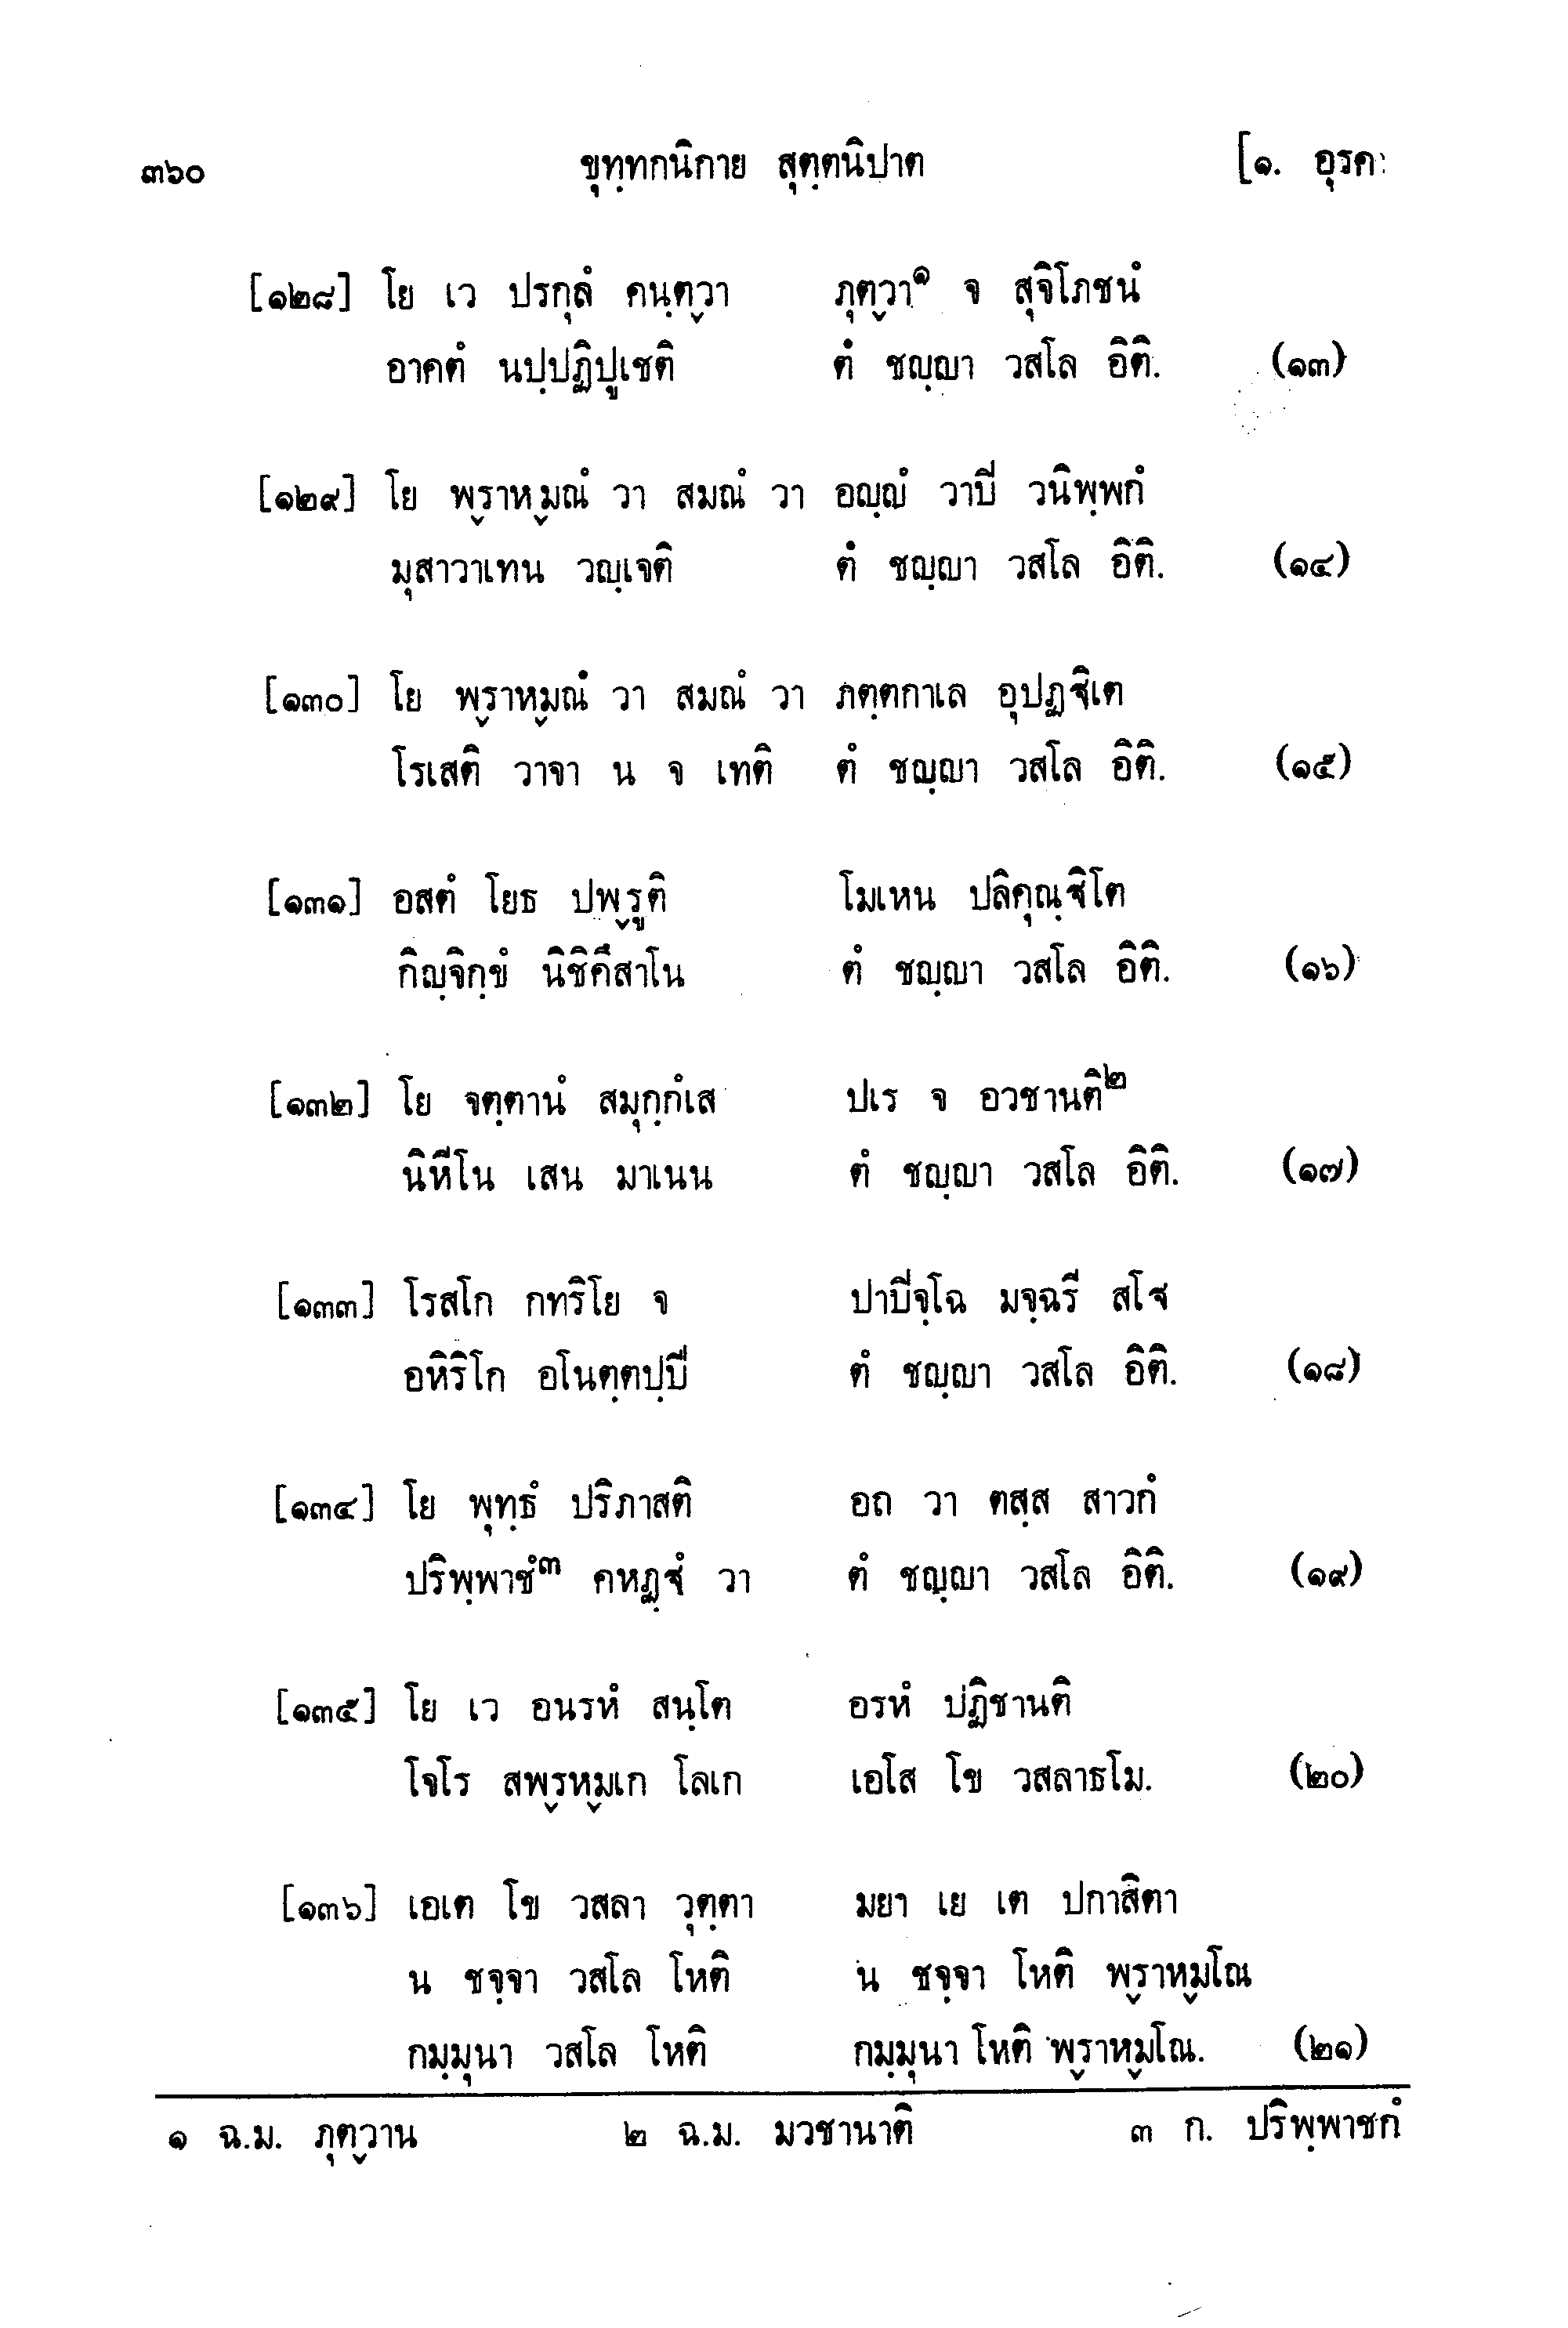 ๓๖๐ ขุทฺทกนิกาย สุตฺตนิปาต [๑. อุรค
[๑๒๘] โย เว ปรกุลํ คนฺตฺวา ภุตฺวา๑ จ สุจิโภชนํ
อาคตํ นปฺปฏิปูเชติ ตํ ชญฺญา วสโล อิติ. (๑๓)
[๑๒๙] โย พฺราหฺมณํ วา สมณํ วา อญฺญํ วาปิ วนิพฺพกํ
มุสาวาเทน วญฺเจติ ตํ ชญฺญา วสโล อิติ. (๑๔)
[๑๓๐] โย พฺราหฺมณํ วา สมณํ วา ภตฺตกาเล อุปฏฺฐิเต
โรเสติ วาจา น จ เทติ ตํ ชญฺญา วสโล อิติ. (๑๕)
[๑๓๑] อสตํ โยธ ปพฺรูติ โมเหน ปลิคุณฺฐิโต
กิญฺจิกฺขํ นิชิคึสาโน ตํ ชญฺญา วสโล อิติ. (๑๖)
[๑๓๒] โย จตฺตานํ สมุกฺกํเส ปเร จ อวชานติ๒
นิหีโน เสน มาเนน ตํ ชญฺญา วสโล อิติ. (๑๗)
[๑๓๓] โรสโก กทริโย จ ปาปิจฺโฉ มจฺฉรี สโฐ
อหิริโก อโนตฺตปฺปี ตํ ชญฺญา วสโล อิติ. (๑๘)
[๑๓๔] โย พุทฺธํ ปริภาสติ อถ วา ตสฺส สาวกํ
ปริพฺพาชํ๓ คหฏฺฐํ วา ตํ ชญฺญา วสโล อิติ. (๑๙)
[๑๓๕] โย เว อนรหํ สนฺโต อรหํ ปฏิชานติ
โจโร สพฺรหฺมเก โลเก เอโส โข วสลาธโม. (๒๐)
[๑๓๖] เอเต โข วสลา วุตฺตา มยา เย เต ปกาสิตา
น ชจฺจา วสโล โหติ น ชจฺจา โหติ พฺราหฺมโณ
กมฺมุนา วสโล โหติ กมฺมุนา โหติ พฺราหฺมโณ. (๒๑)
๑ ฉ.ม. ภุตฺวาน ๒ ฉ.ม. มวชานาติ ๓ ก. ปริพฺพาชกํ